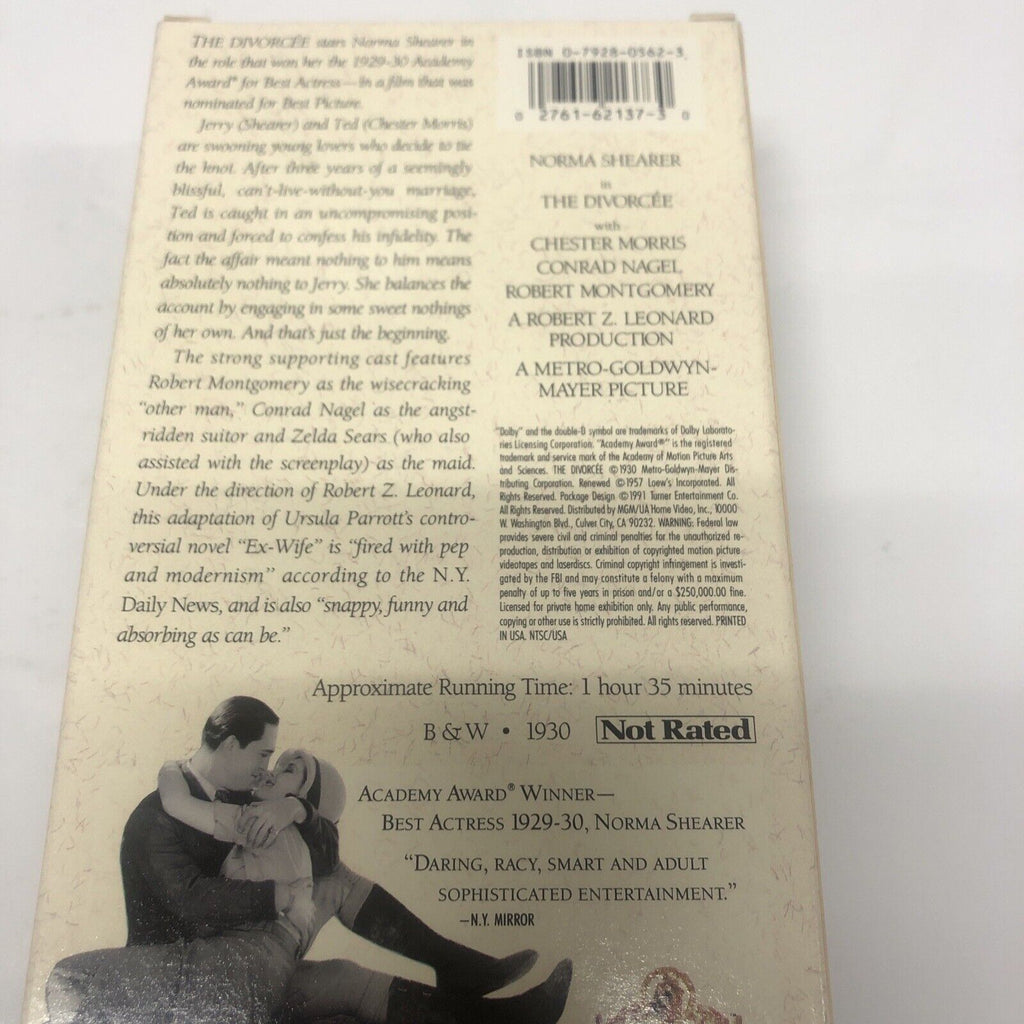 THE DIVORCÉE stars Norma Shearer in
the role that won her the 1929-30 Academy
Award® for Best Actress—in a film that was
nominated for Best Picture.
Jerry (Shearer) and Ted (Chester Morris)
are swooning young lovers who decide to tie
the knot. After three years of a seemingly
blissful, can't-live-without-you marriage,
Ted is caught in an uncompromising posi-
tion and forced to confess his infidelity. The
fact the affair meant nothing to him means
absolutely nothing to Jerry. She balances the
account by engaging in some sweet nothings
of her own. And that's just the beginning.
The strong supporting cast features
Robert Montgomery as the wisecracking
"other man," Conrad Nagel as the angst-
ridden suitor and Zelda Sears (who also
assisted with the screenplay) as the maid.
Under the direction of Robert Z. Leonard,
this adaptation of Ursula Parrott's contro-
versial novel "Ex-Wife" is "fired with pep
and modernism" according to the N.Y.
Daily News, and is also "snappy, funny and
absorbing as can be."
ISBN 0-7928-0562-3
0 2761-62137-3 0
NORMA SHEARER
in
THE DIVORCÉE
with
CHESTER MORRIS
CONRAD NAGEL
ROBERT MONTGOMERY
A ROBERT Z. LEONARD
PRODUCTION
A METRO-GOLDWYN-
MAYER PICTURE
"Dolby" and the double-D symbol are trademarks of Dolby Laborato-
ries Licensing Corporation. "Academy Award®" is the registered
trademark and service mark of the Academy of Motion Picture Arts
and Sciences. THE DIVORCÉE ©1930 Metro-Goldwyn-Mayer Dis-
tributing Corporation. Renewed ©1957 Loew's Incorporated. All
Rights Reserved. Package Design ©1991 Turner Entertainment Co.
All Rights Reserved. Distributed by MGM/UA Home Video, Inc., 10000
W. Washington Blvd., Culver City, CA 90232. WARNING: Federal law
provides severe civil and criminal penalties for the unauthorized re-
production, distribution or exhibition of copyrighted motion picture
videotapes and laserdiscs. Criminal copyright infringement is investi-
gated by the FBI and may constitute a felony with a maximum
penalty of up to five years in prison and/or a $250,000.00 fine.
Licensed for private home exhibition only. Any public performance,
copying or other use is strictly prohibited. All rights reserved. PRINTED
IN USA. NTSC/USA
Approximate Running Time: 1 hour 35 minutes
B & W • 1930 Not Rated
ACADEMY AWARD® WINNER—
BEST ACTRESS 1929-30, NORMA SHEARER
"DARING, RACY, SMART AND ADULT
SOPHISTICATED ENTERTAINMENT."
—N.Y. MIRROR